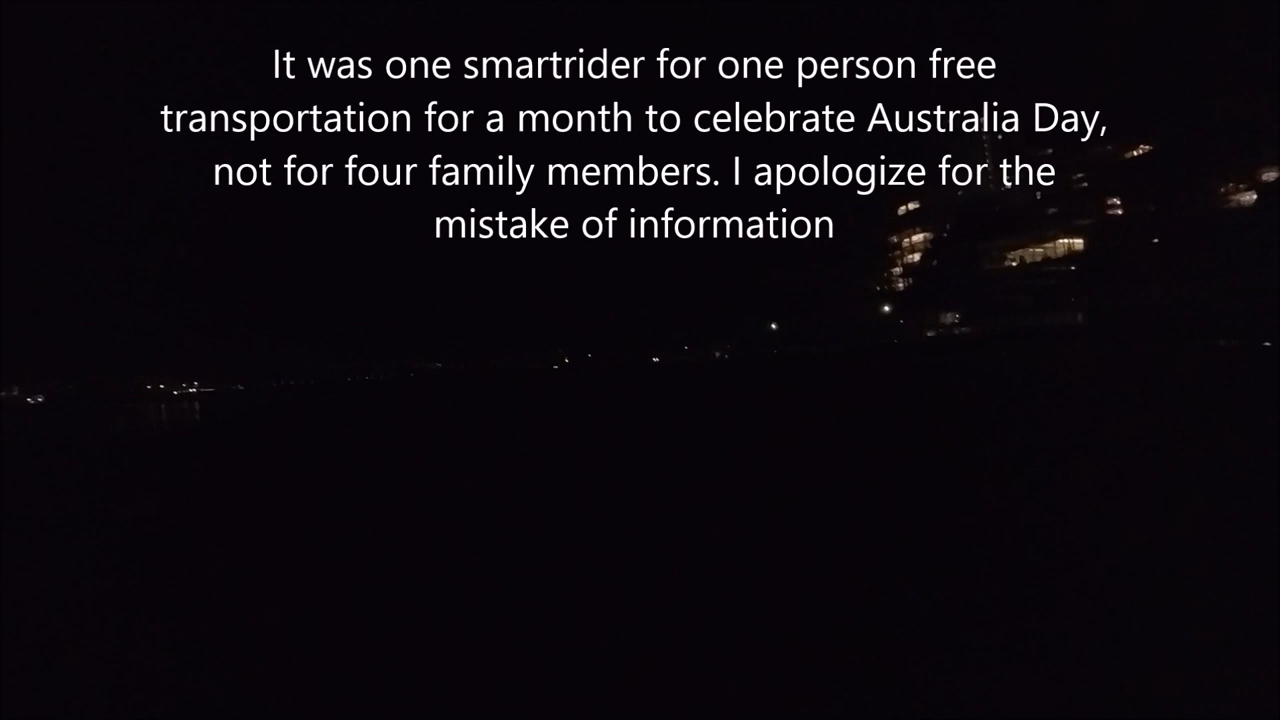 It was one smartrider for one person free
transportation for a month to celebrate Australia Day,
not for four family members. I apologize for the
mistake of information